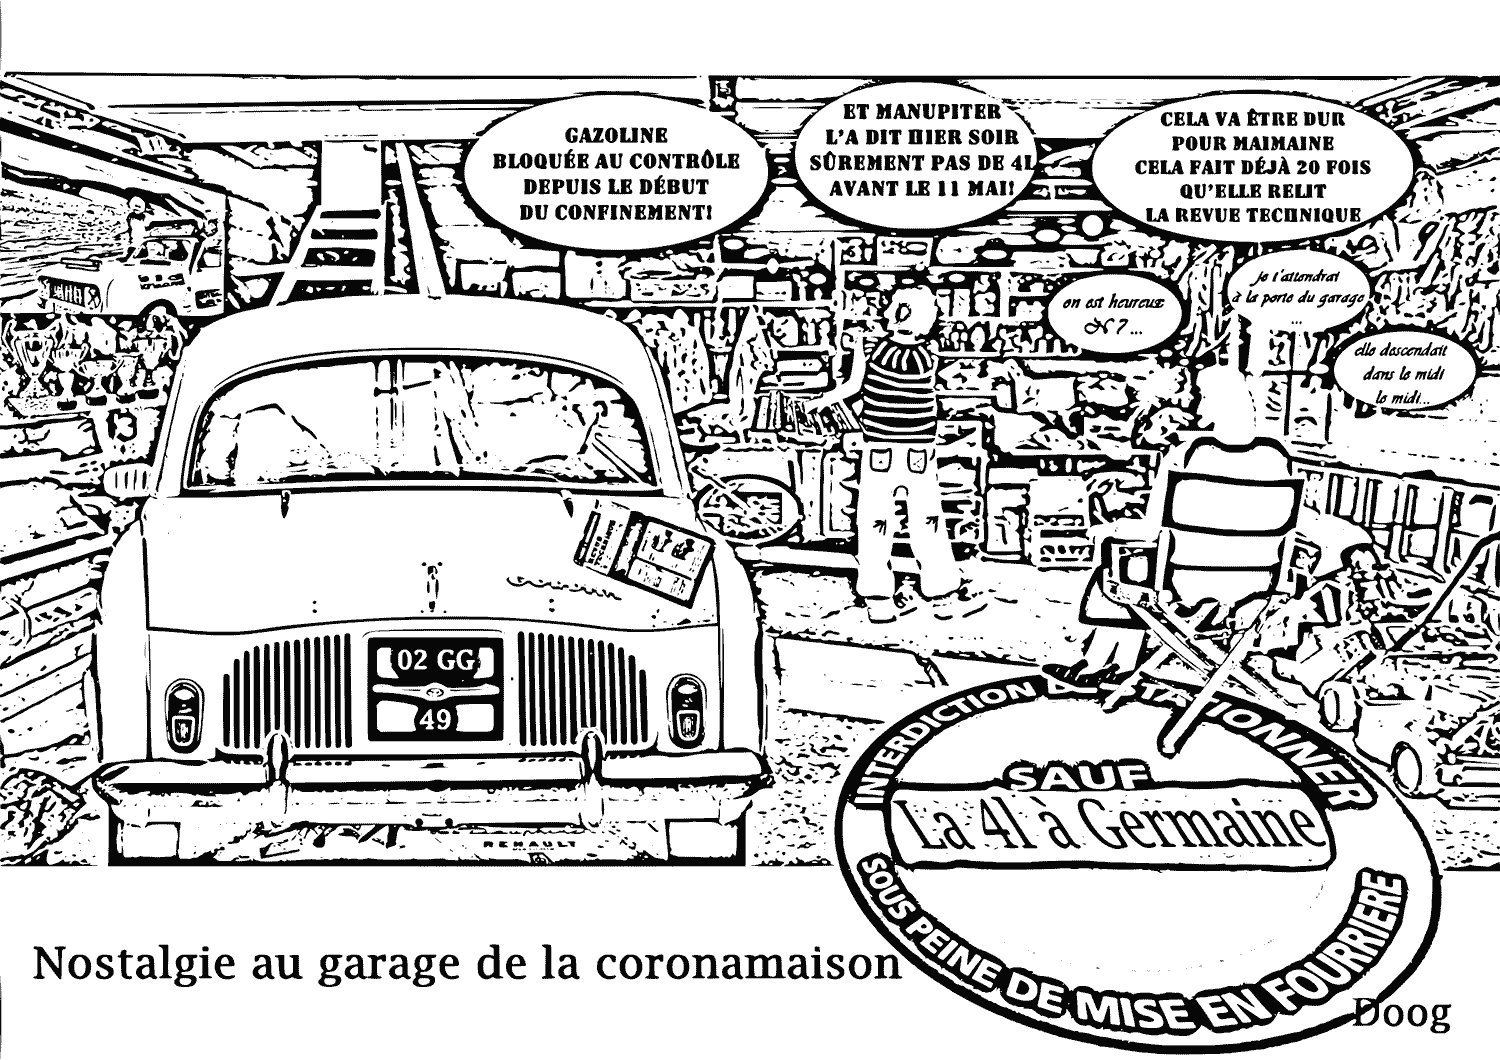 GAZOLINE
BLOQUÉE AU CONTRÔLE
DEPUIS LE DÉBUT
DU CONFINEMENT!
ET MANUPITER
L'A DIT HIER SOIR
SÛREMENT PAS DE 4L
AVANT LE 11 MAI!
CELA VA ÊTRE DUR
POUR MAIMAINE
CELA FAIT DÉJÀ 20 FOIS
QU'ELLE RELIT
LA REVUE TECHNIQUE
on est heureux
N 7...
je t'attendrai
à la porte du garage
...
elle descendait
dans le midi
le midi...
13
02 GG
49
RENAULT
INTERDICTION DE STATIONNER
SAUF
La 4l à Germaine
SOUS PEINE DE MISE EN FOURRIERE
Nostalgie au garage de la coronamaison
Doog